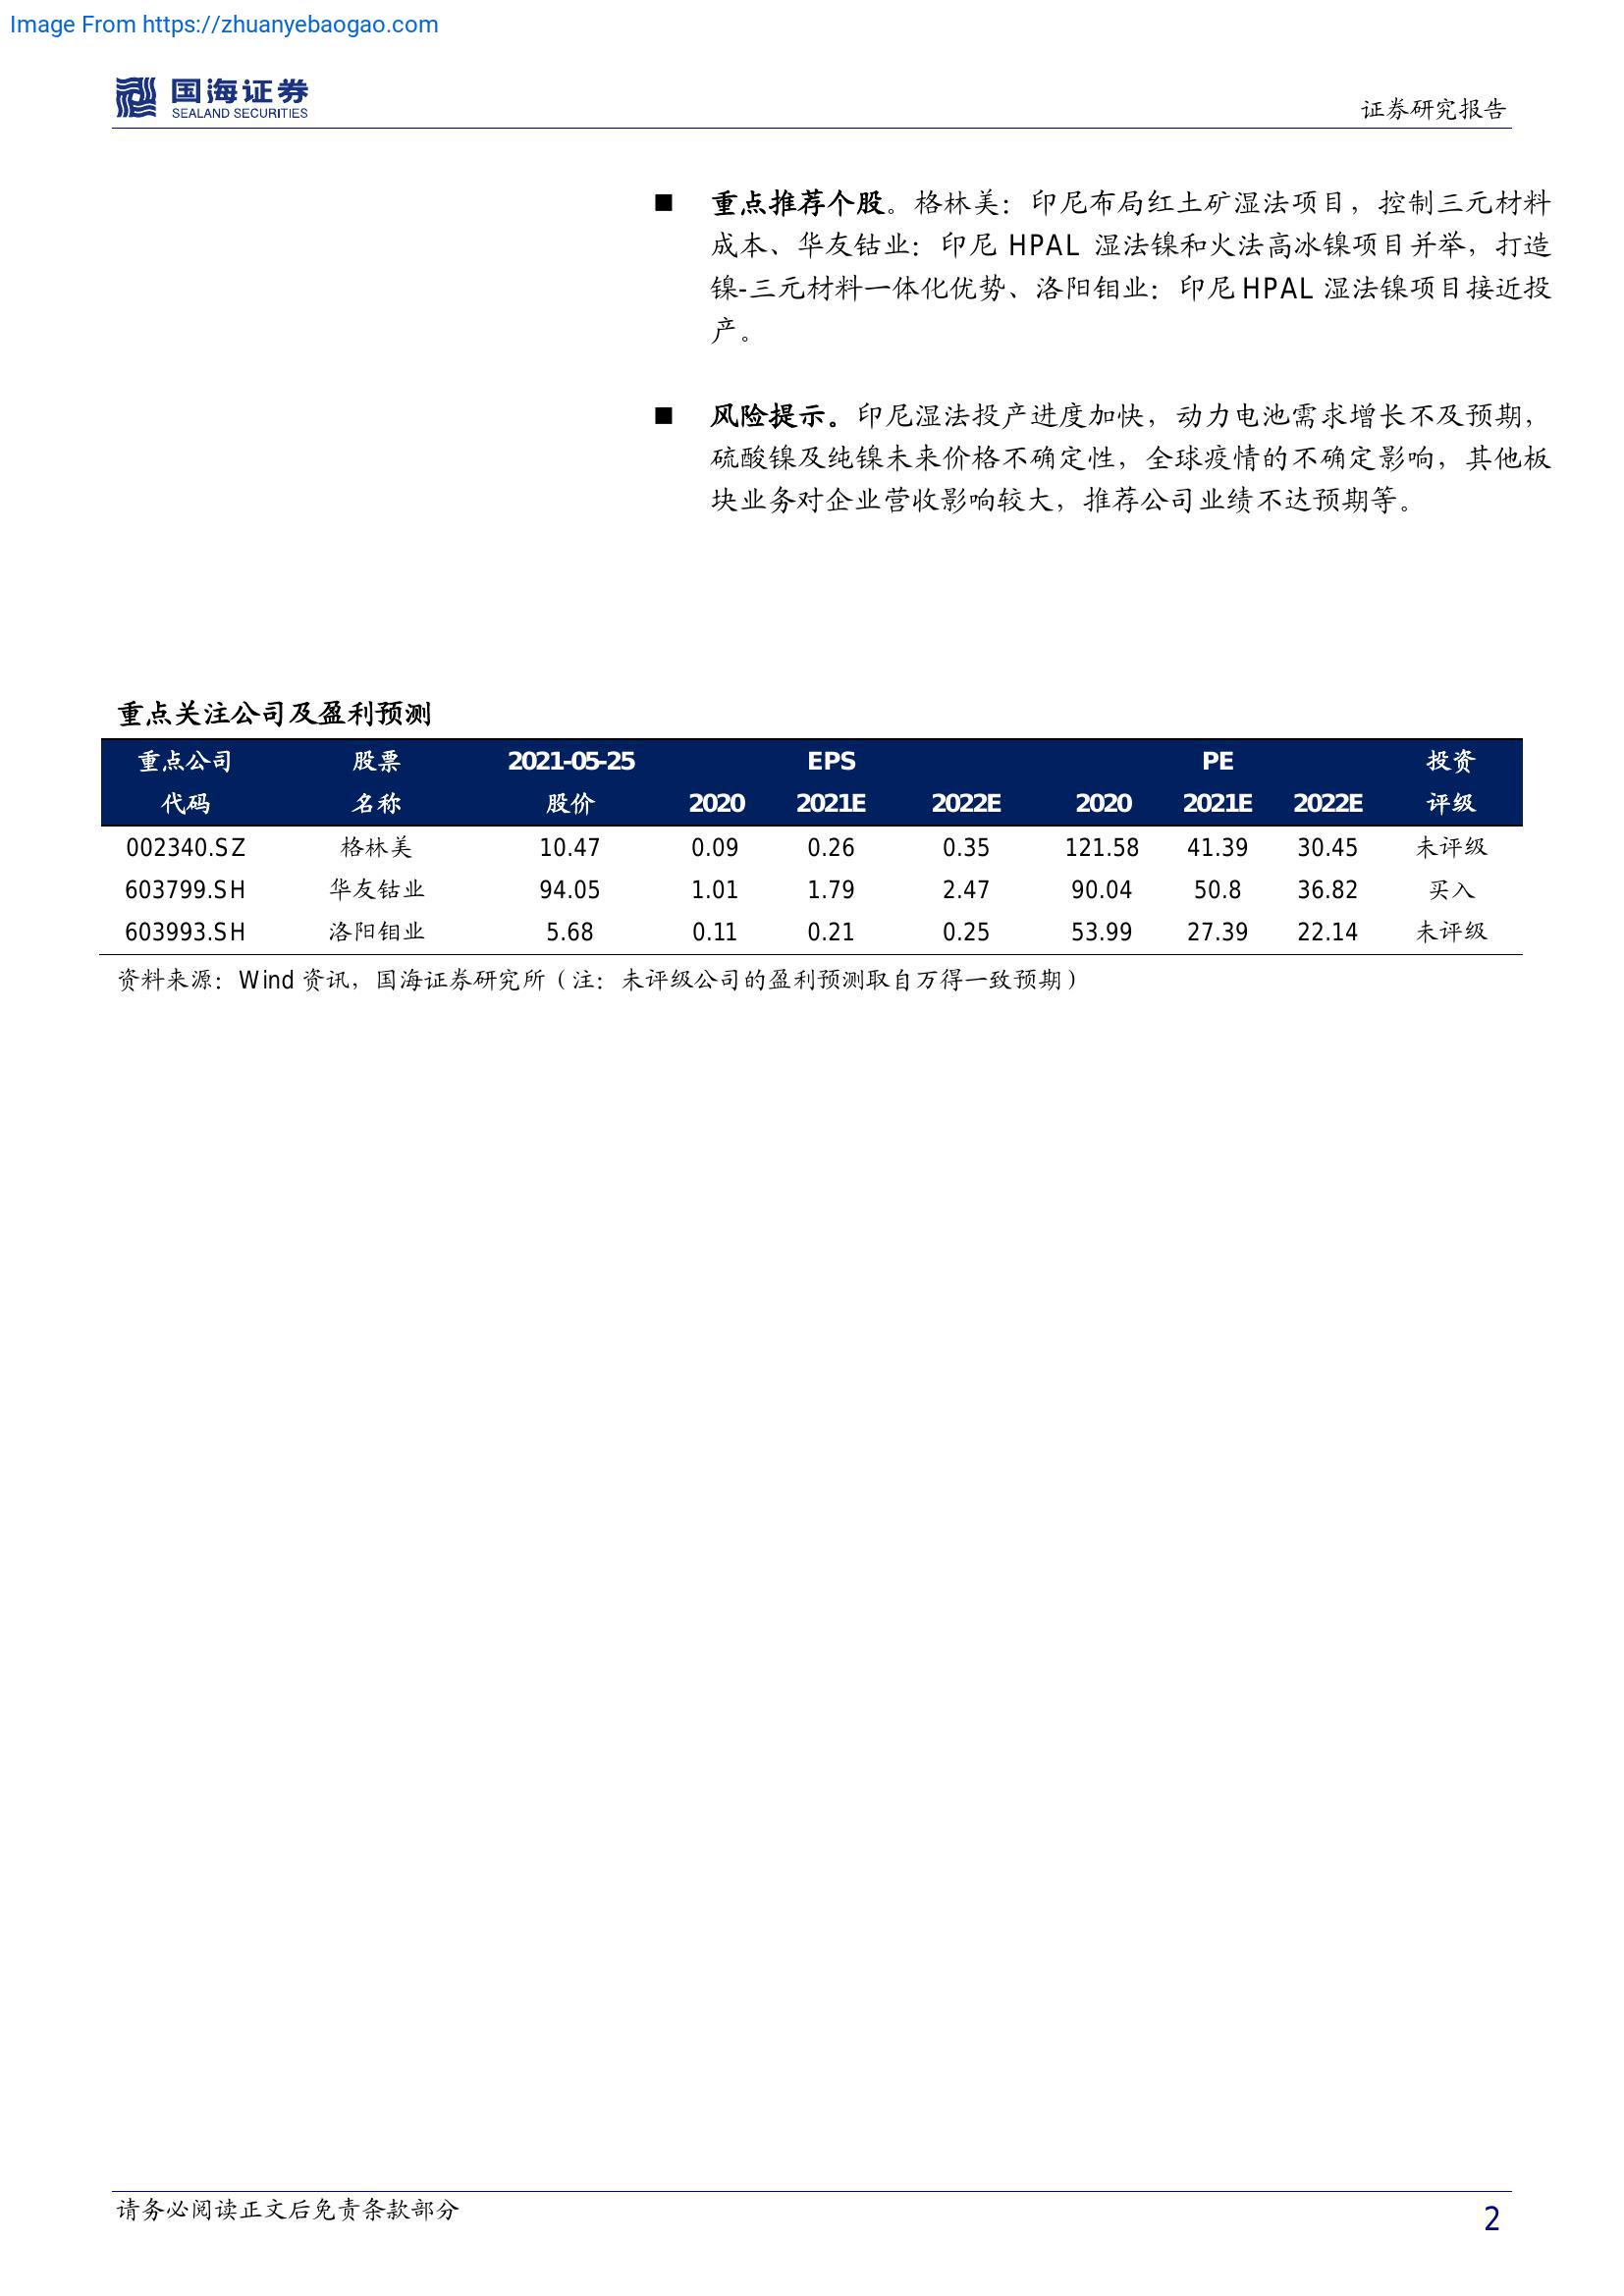 Image From https://zhuanyebaogao.com
国海证券
SEALAND SECURITIES
证券研究报告
■ 重点推荐个股。格林美：印尼布局红土矿湿法项目，控制三元材料
成本、华友钴业：印尼 HPAL 湿法镍和火法高冰镍项目并举，打造
镍-三元材料一体化优势、洛阳钼业：印尼 HPAL 湿法镍项目接近投
产。
■ 风险提示。印尼湿法投产进度加快，动力电池需求增长不及预期，
硫酸镍及纯镍未来价格不确定性，全球疫情的不确定影响，其他板
块业务对企业营收影响较大，推荐公司业绩不达预期等。
重点关注公司及盈利预测
重点公司 股票 2021-05-25 EPS PE 投资
代码 名称 股价 2020 2021E 2022E 2020 2021E 2022E 评级
002340.SZ 格林美 10.47 0.09 0.26 0.35 121.58 41.39 30.45 未评级
603799.SH 华友钴业 94.05 1.01 1.79 2.47 90.04 50.8 36.82 买入
603993.SH 洛阳钼业 5.68 0.11 0.21 0.25 53.99 27.39 22.14 未评级
资料来源：Wind 资讯，国海证券研究所（注：未评级公司的盈利预测取自万得一致预期）
请务必阅读正文后免责条款部分
2